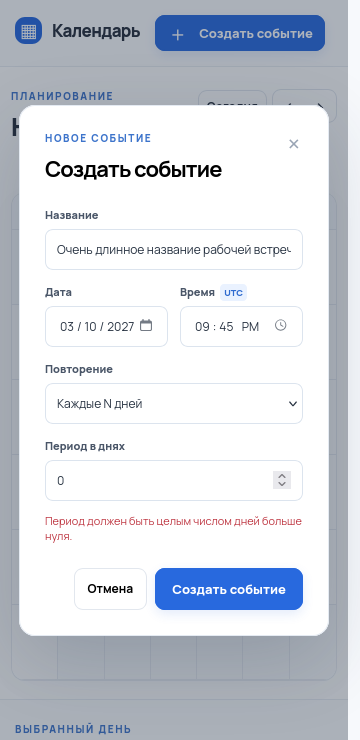 Календарь
Создать событие
ПЛАНИРОВАНИЕ
НОВОЕ СОБЫТИЕ
Создать событие
Название
Очень длинное название рабочей встреч
Дата
Время UTC
03 / 10 / 2027
09 : 45 PM
Повторение
Каждые N дней
Период в днях
0
Период должен быть целым числом дней больше
нуля.
Отмена
Создать событие
ВЫБРАННЫЙ ДЕНЬ